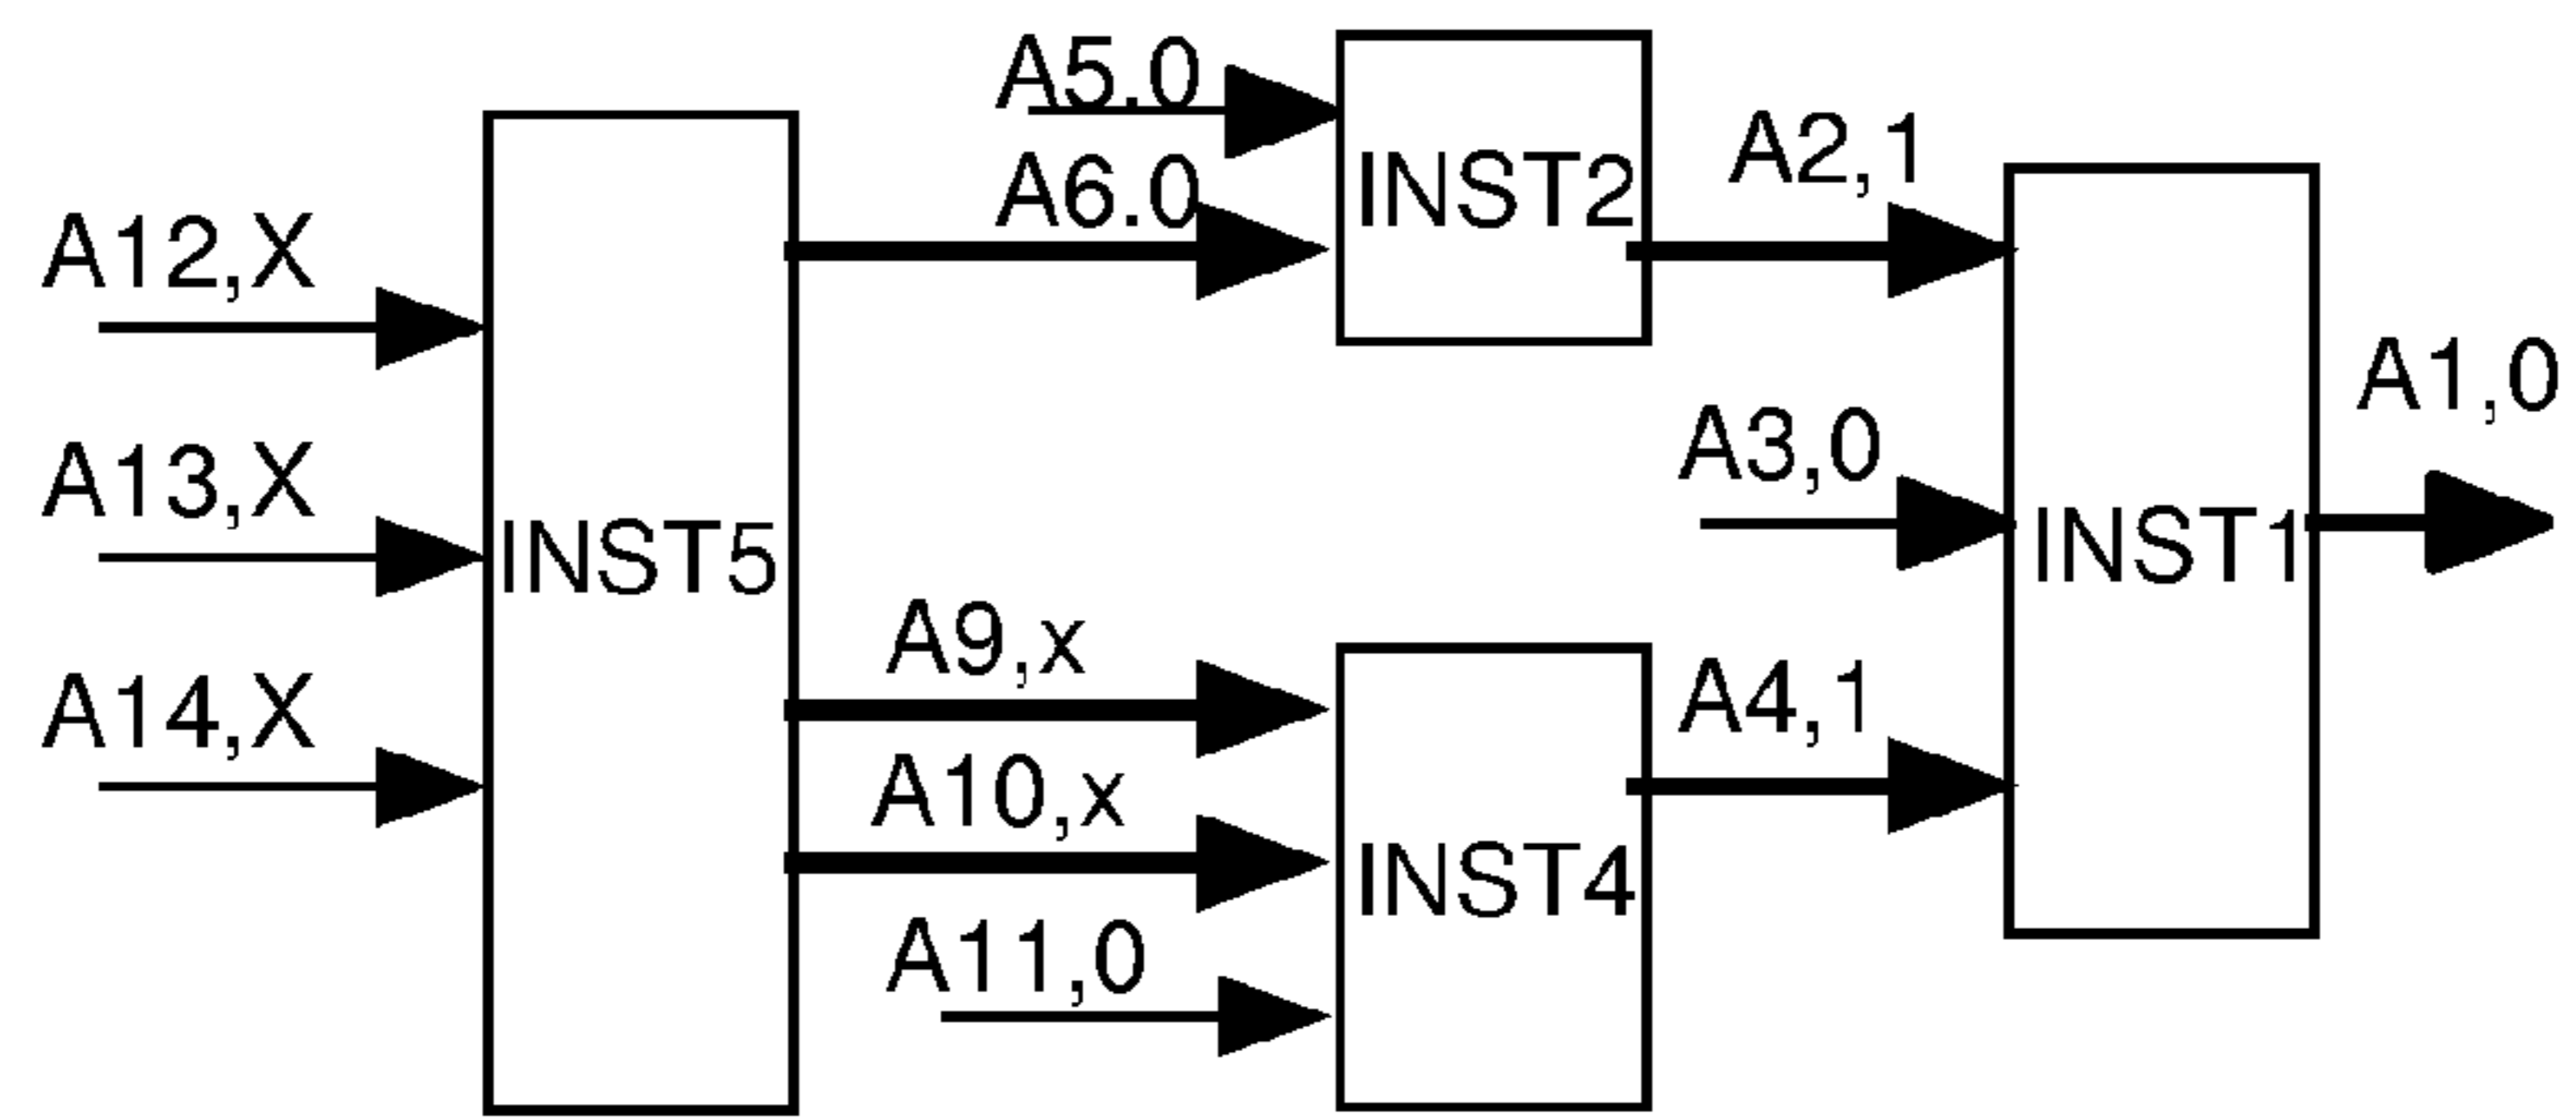 A5.0
A6.0
INST2
A2,1
A12,X
A13,X
A14,X
INST5
A3,0
INST1
A1,0
A9,x
A10,x
A11,0
INST4
A4,1